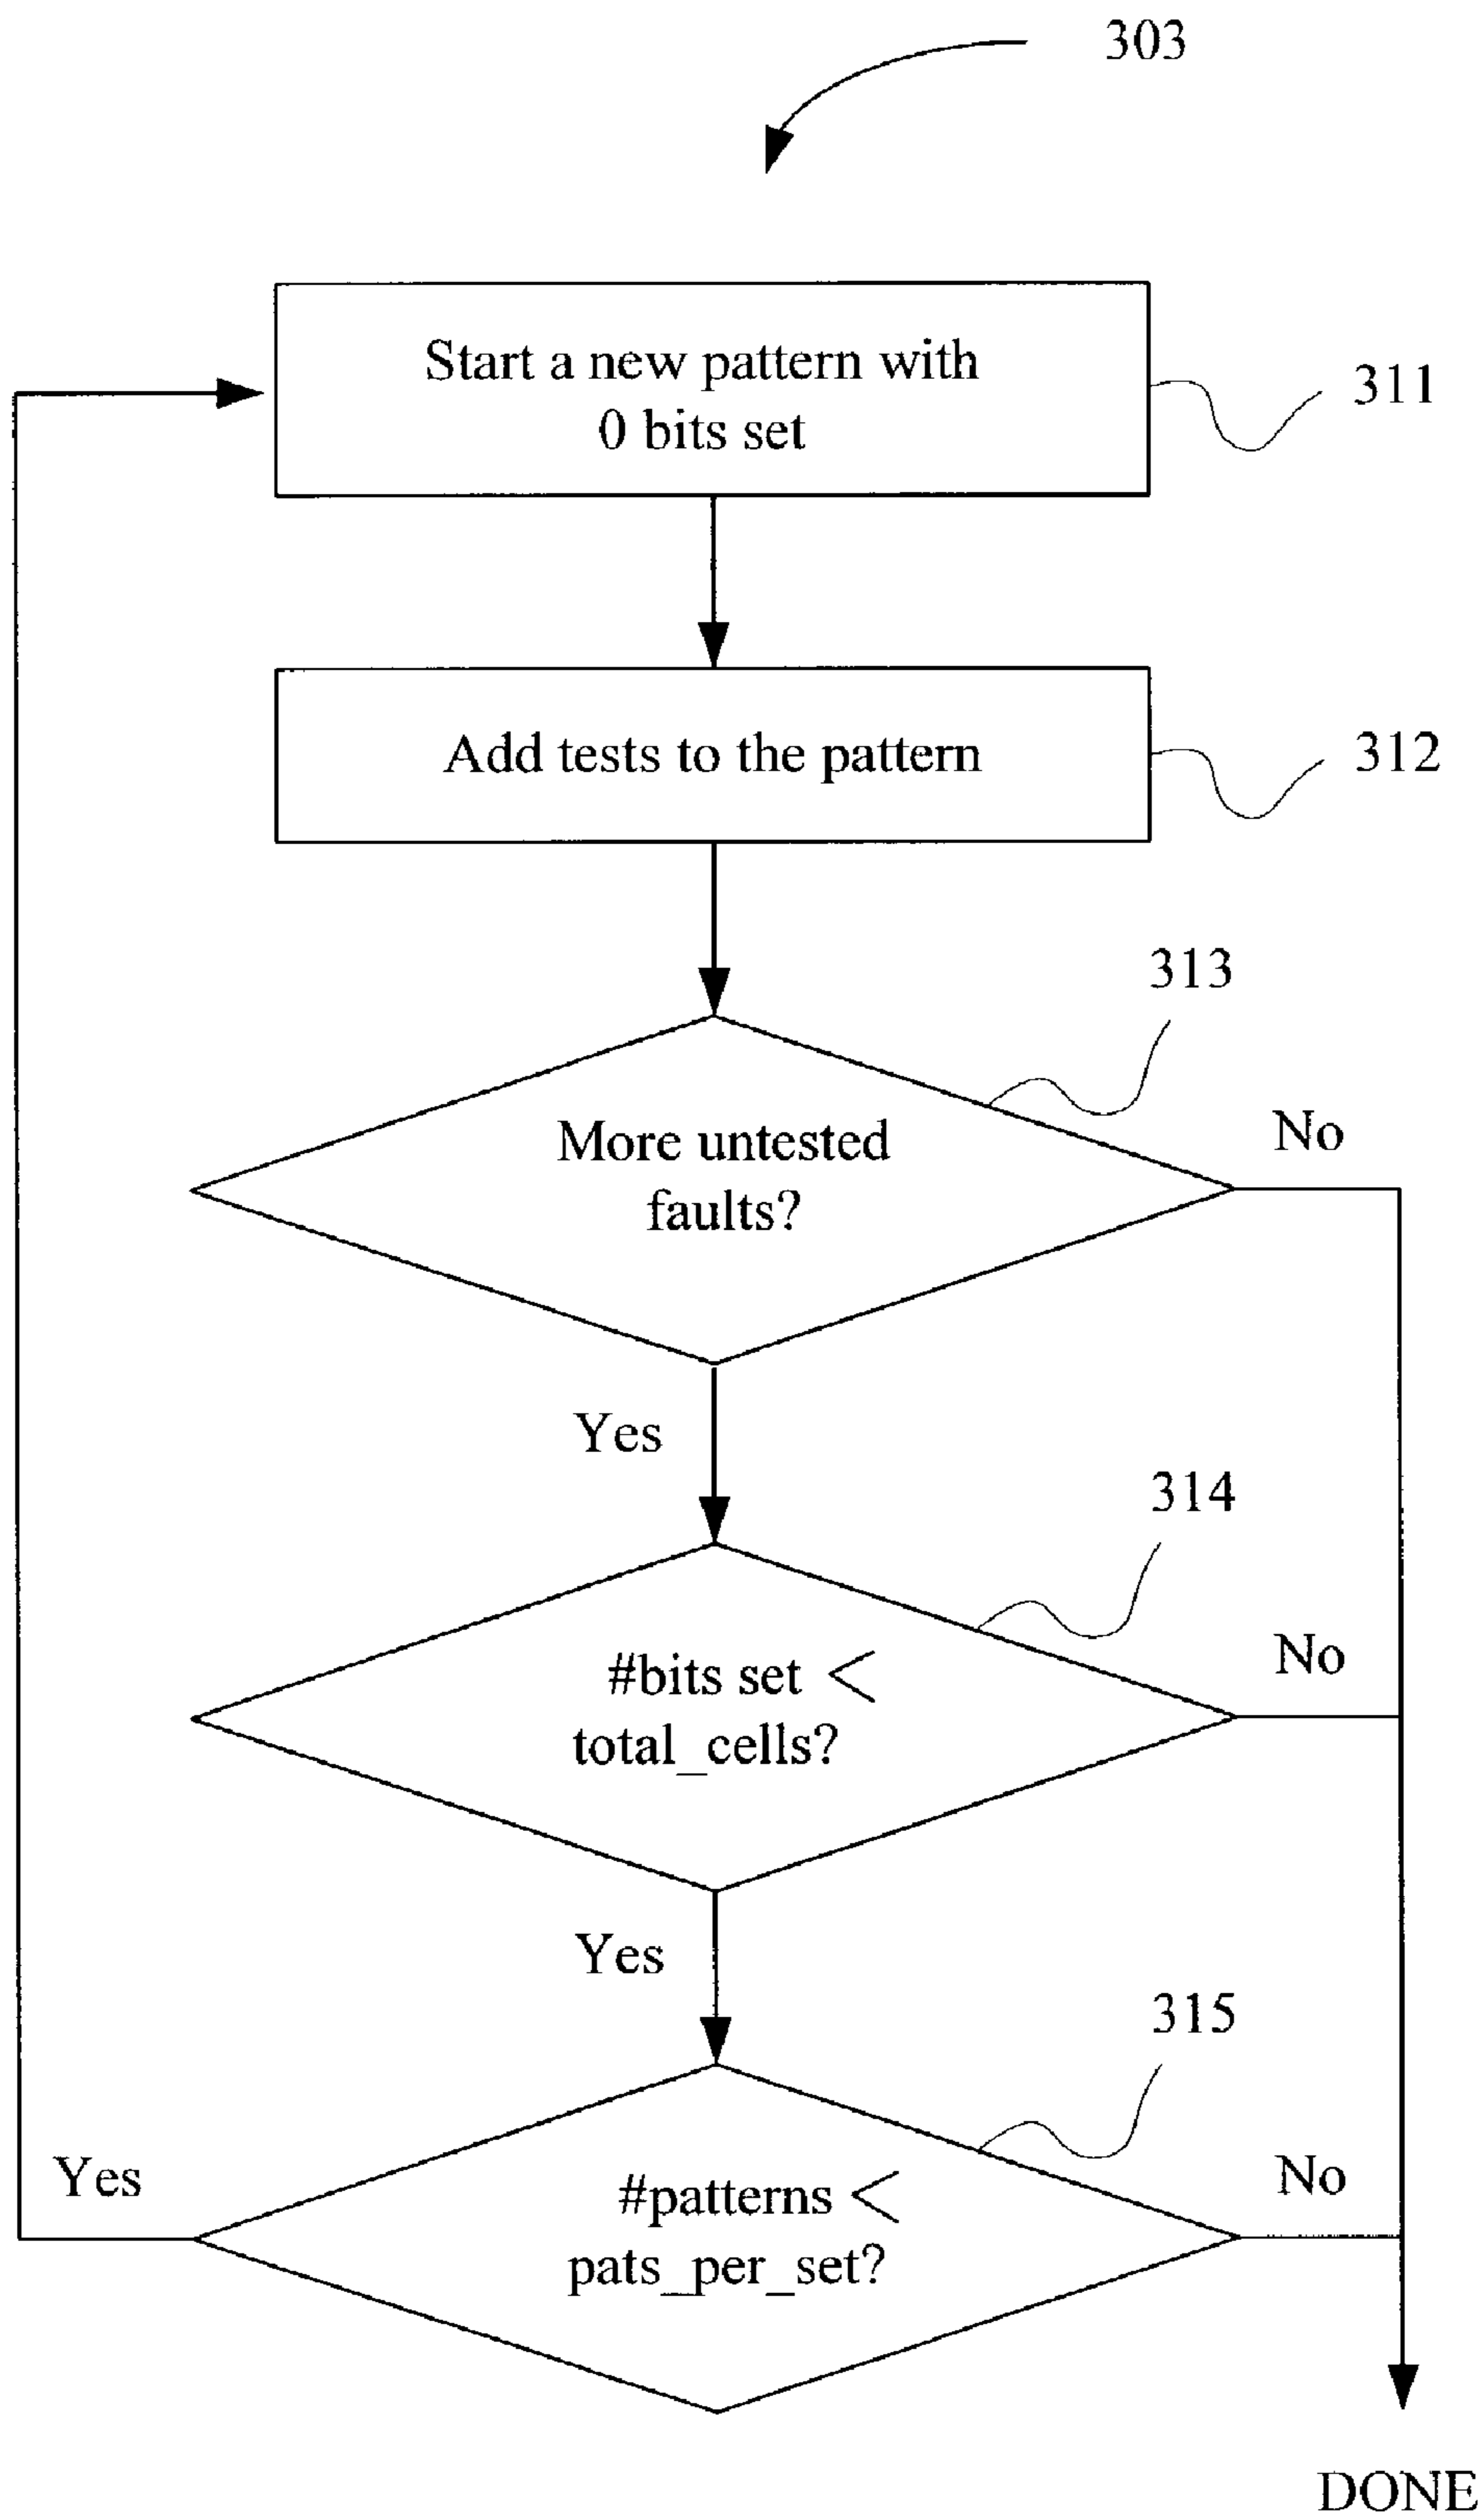 303
Start a new pattern with
0 bits set
311
Add tests to the pattern
312
313
More untested
faults?
No
Yes
314
#bits set <
total_cells?
No
Yes
315
#patterns <
pats_per_set?
Yes
No
DONE